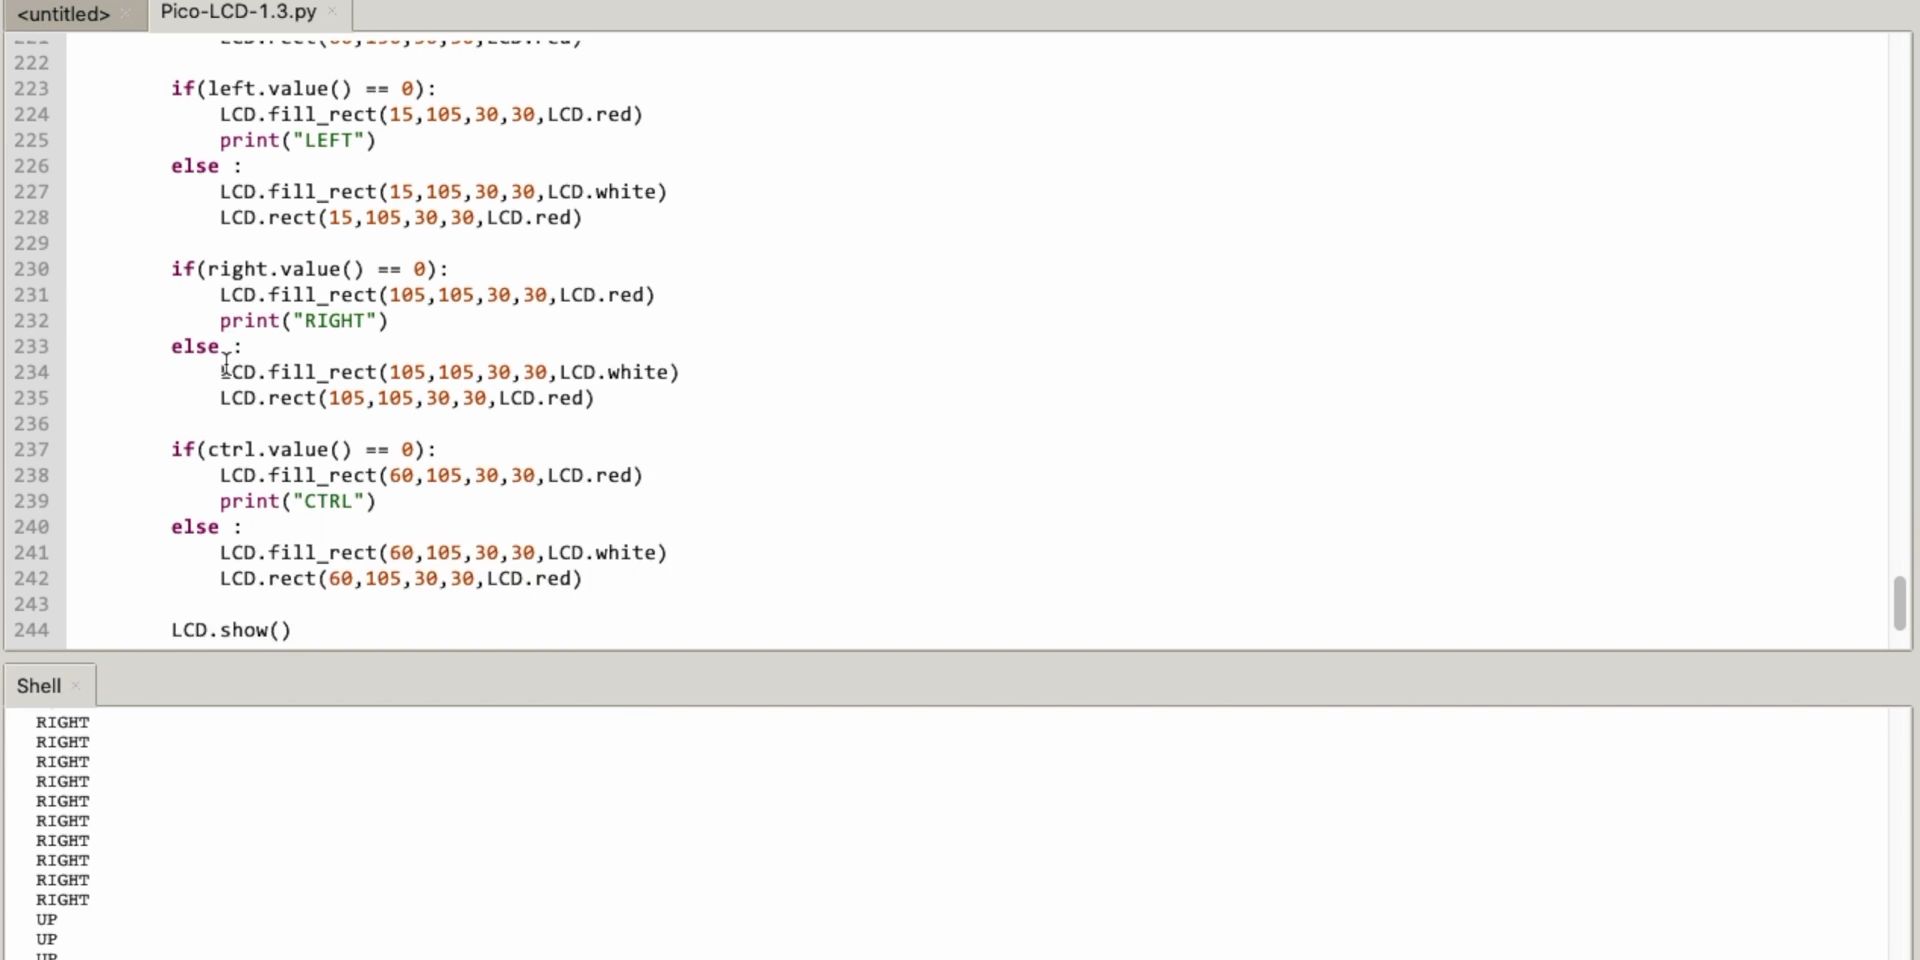 <untitled> ×
Pico-LCD-1.3.py ×
222
223 if(left.value() == 0):
224 LCD.fill_rect(15,105,30,30,LCD.red)
225 print("LEFT")
226 else :
227 LCD.fill_rect(15,105,30,30,LCD.white)
228 LCD.rect(15,105,30,30,LCD.red)
229
230 if(right.value() == 0):
231 LCD.fill_rect(105,105,30,30,LCD.red)
232 print("RIGHT")
233 else :
234 LCD.fill_rect(105,105,30,30,LCD.white)
235 LCD.rect(105,105,30,30,LCD.red)
236
237 if(ctrl.value() == 0):
238 LCD.fill_rect(60,105,30,30,LCD.red)
239 print("CTRL")
240 else :
241 LCD.fill_rect(60,105,30,30,LCD.white)
242 LCD.rect(60,105,30,30,LCD.red)
243
244 LCD.show()
Shell ×
RIGHT
RIGHT
RIGHT
RIGHT
RIGHT
RIGHT
RIGHT
RIGHT
RIGHT
RIGHT
UP
UP
UP